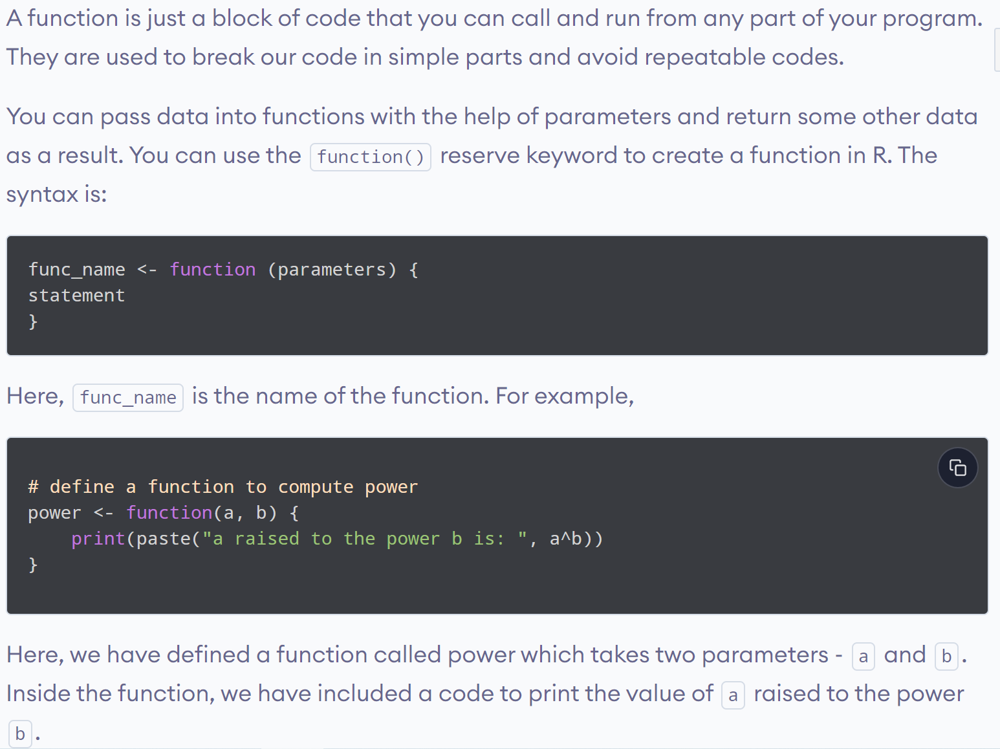 A function is just a block of code that you can call and run from any part of your program.
They are used to break our code in simple parts and avoid repeatable codes.
You can pass data into functions with the help of parameters and return some other data
as a result. You can use the function() reserve keyword to create a function in R. The
syntax is:
func_name <- function (parameters) {
statement
}
Here, func_name is the name of the function. For example,
# define a function to compute power
power <- function(a, b) {
    print(paste("a raised to the power b is: ", a^b))
}
Here, we have defined a function called power which takes two parameters - a and b.
Inside the function, we have included a code to print the value of a raised to the power
b.